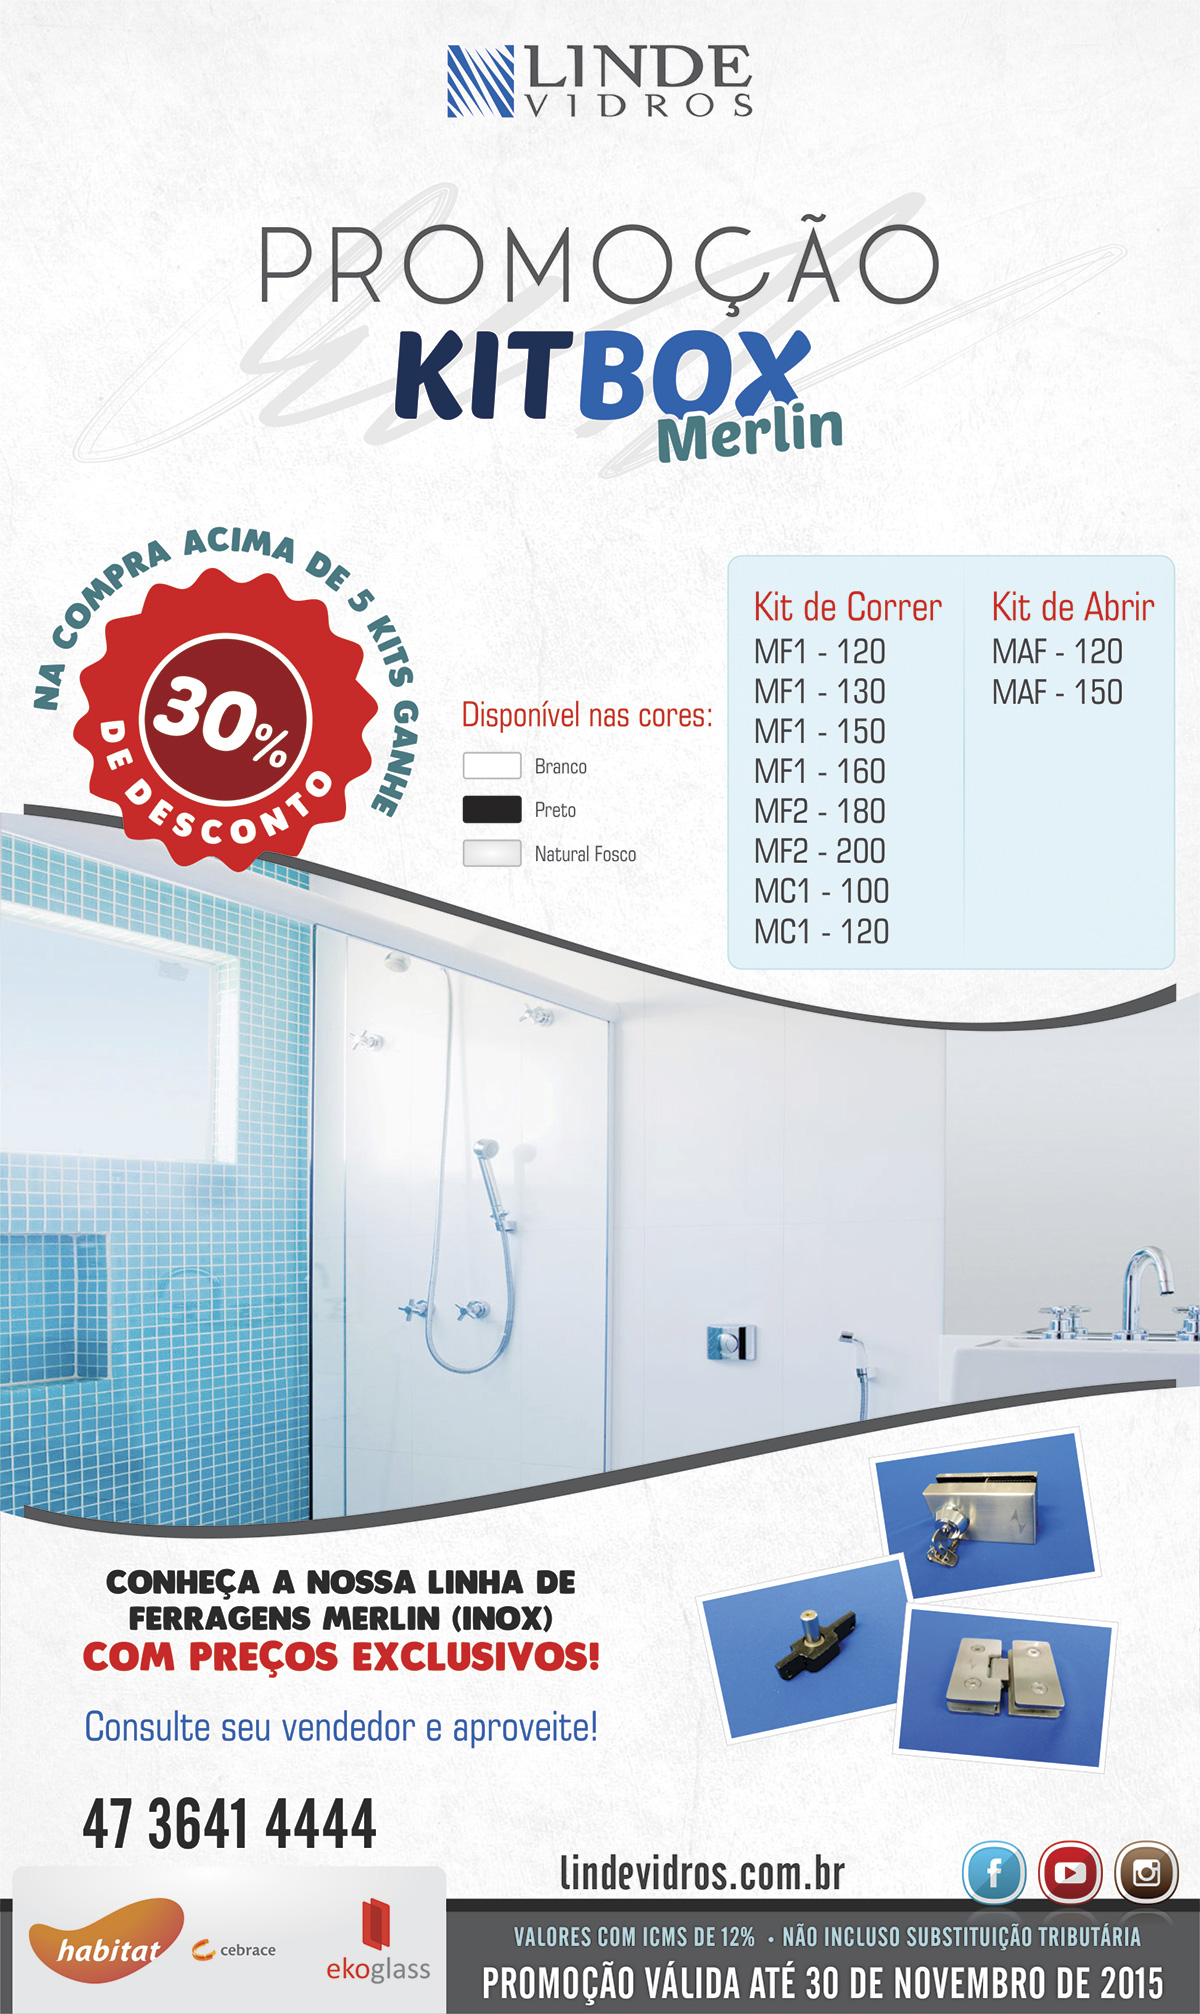 LINDE
VIDROS
PROMOÇÃO
KITBOX
Merlin
NA COMPRA ACIMA DE 5 KITS GANHE
30%
DE DESCONTO
Disponível nas cores:
Branco
Preto
Natural Fosco
Kit de Correr
MF1 - 120
MF1 - 130
MF1 - 150
MF1 - 160
MF2 - 180
MF2 - 200
MC1 - 100
MC1 - 120
Kit de Abrir
MAF - 120
MAF - 150
CONHEÇA A NOSSA LINHA DE
FERRAGENS MERLIN (INOX)
COM PREÇOS EXCLUSIVOS!
Consulte seu vendedor e aproveite!
47 3641 4444
lindevidros.com.br
habitat
cebrace
ekoglass
VALORES COM ICMS DE 12% • NÃO INCLUSO SUBSTITUIÇÃO TRIBUTÁRIA
PROMOÇÃO VÁLIDA ATÉ 30 DE NOVEMBRO DE 2015